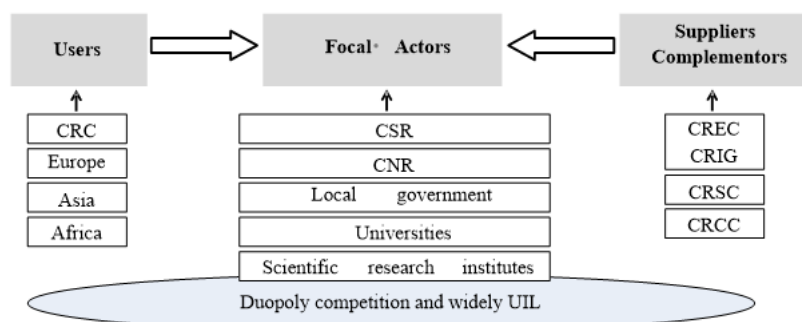 Users
Focal Actors
Suppliers
Complementors
CRC
Europe
Asia
Africa
CSR
CNR
Local government
Universities
Scientific research institutes
CREC
CRIG
CRSC
CRCC
Duopoly competition and widely UIL